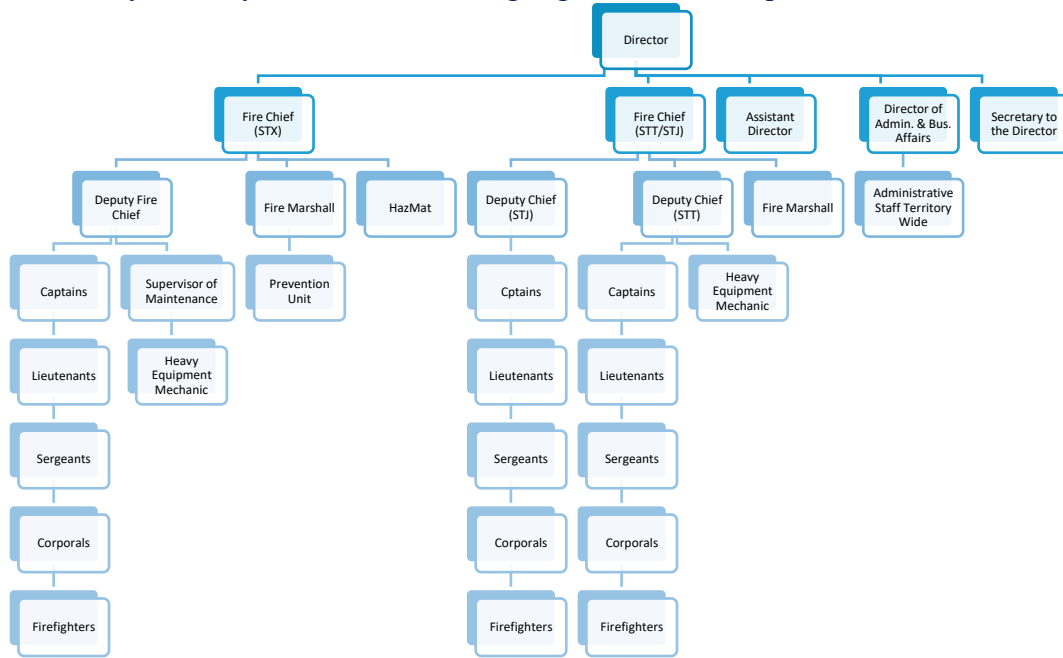 Director
Fire Chief
(STX)
Fire Chief
(STT/STJ)
Assistant
Director
Director of
Admin. & Bus.
Affairs
Secretary to
the Director
Deputy Fire
Chief
Fire Marshall
HazMat
Deputy Chief
(STJ)
Deputy Chief
(STT)
Fire Marshall
Administrative
Staff Territory
Wide
Captains
Supervisor of
Maintenance
Prevention
Unit
Cptains
Captains
Heavy
Equipment
Mechanic
Lieutenants
Heavy
Equipment
Mechanic
Lieutenants
Lieutenants
Sergeants
Sergeants
Sergeants
Corporals
Corporals
Corporals
Firefighters
Firefighters
Firefighters